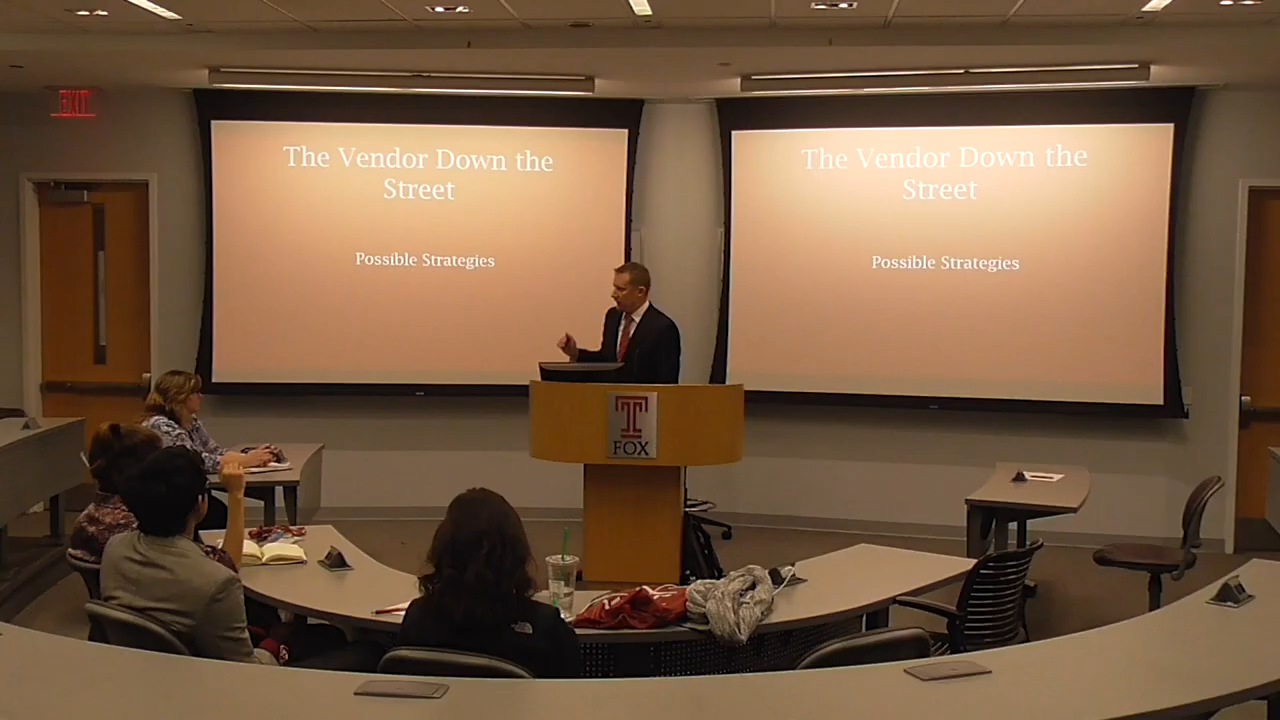 EXIT
The Vendor Down the
Street
Possible Strategies
The Vendor Down the
Street
Possible Strategies
FOX